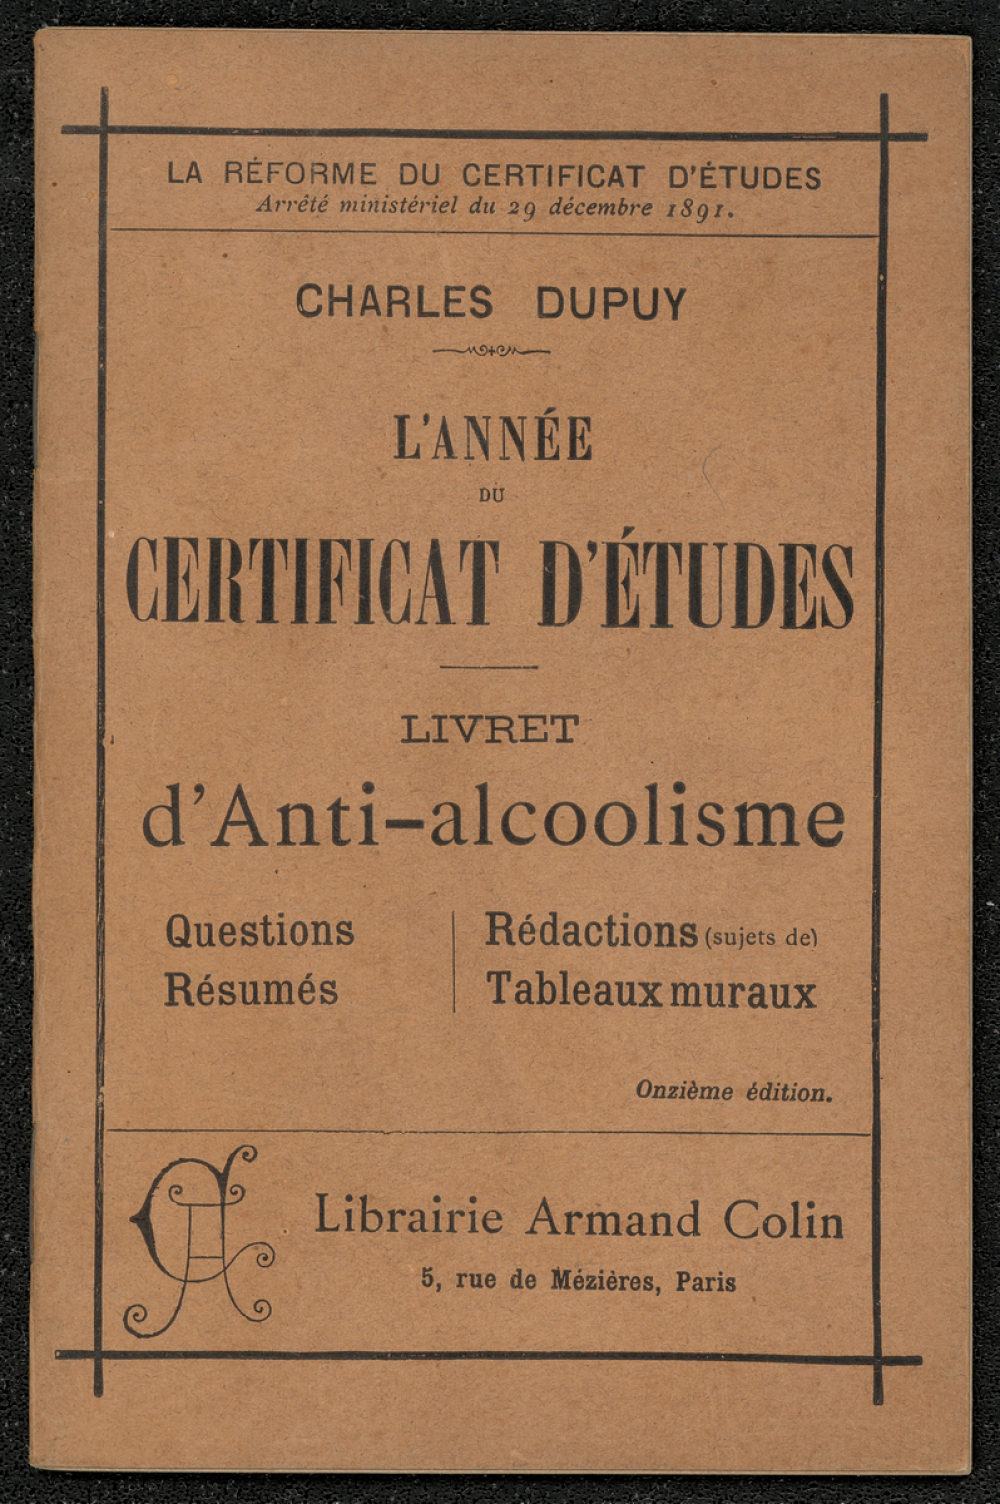 LA RÉFORME DU CERTIFICAT D'ÉTUDES
Arrêté ministériel du 29 décembre 1891.
CHARLES DUPUY
L'ANNÉE
DU
CERTIFICAT D'ÉTUDES
LIVRET
d'Anti-alcoolisme
Questions
Résumés
Rédactions (sujets de)
Tableaux muraux
Onzième édition.
Librairie Armand Colin
5, rue de Mézières, Paris